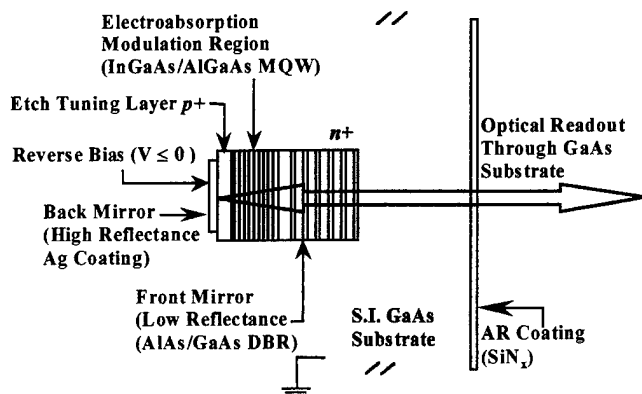 Electroabsorption
Modulation Region
(InGaAs/AlGaAs MQW)
Etch Tuning Layer p+
n+
Reverse Bias (V ≤ 0 )
Optical Readout
Through GaAs
Substrate
Back Mirror
(High Reflectance
Ag Coating)
Front Mirror
(Low Reflectance
(AlAs/GaAs DBR)
S.I. GaAs
Substrate
AR Coating
(SiNx)